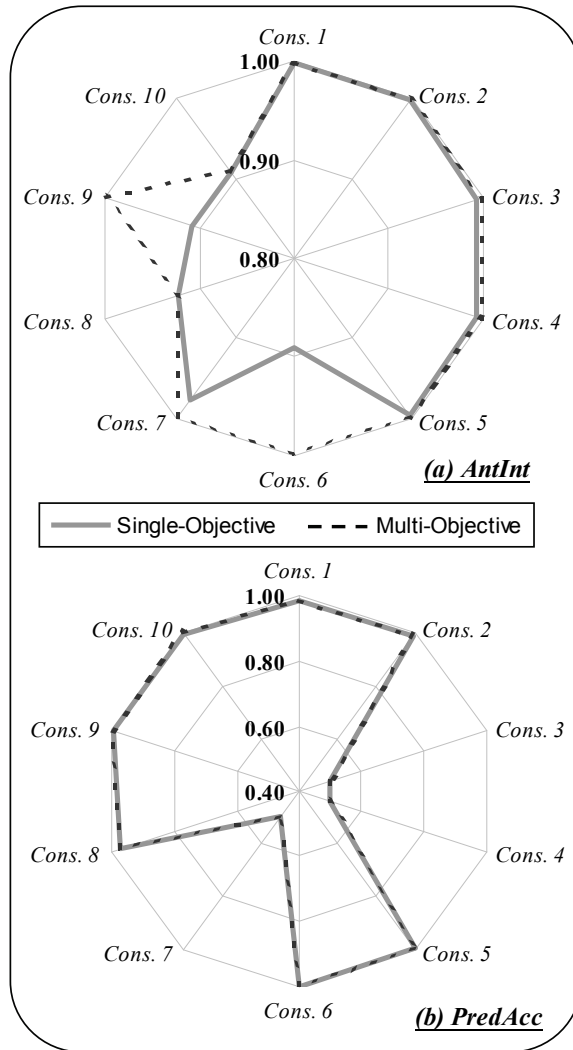 Cons. 1
1.00
Cons. 10
Cons. 2
0.90
Cons. 9
Cons. 3
0.80
Cons. 8
Cons. 4
Cons. 7
Cons. 5
Cons. 6
(a) AntInt
Single-Objective
Multi-Objective
Cons. 1
1.00
Cons. 10
Cons. 2
0.80
Cons. 9
Cons. 3
0.60
0.40
Cons. 8
Cons. 4
Cons. 7
Cons. 5
Cons. 6
(b) PredAcc